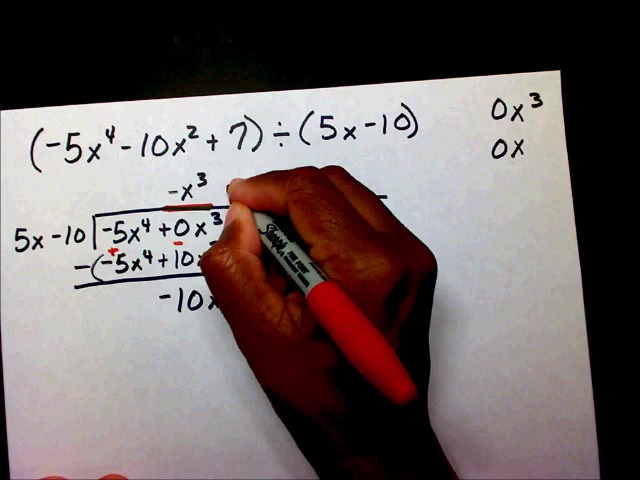 (-5x⁴ - 10x² + 7) ÷ (5x - 10)
0x³
0x
-x³
5x - 10 -5x⁴ + 0x³
-(-5x⁴ + 10x
-10x
Sharpie